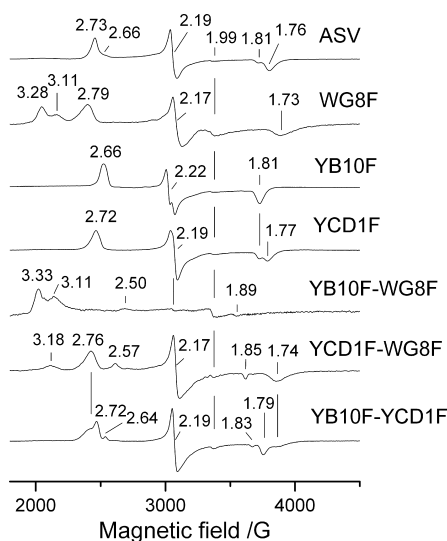 2.73 2.66 2.19 1.99 1.81 1.76 ASV
3.28 3.11 2.79 2.17 1.73 WG8F
2.66 2.22 1.81 YB10F
2.72 2.19 1.77 YCD1F
3.33 3.11 2.50 1.89 YB10F-WG8F
3.18 2.76 2.57 2.17 1.85 1.74 YCD1F-WG8F
2.72 2.64 2.19 1.83 1.79 YB10F-YCD1F
2000 3000 4000
Magnetic field /G